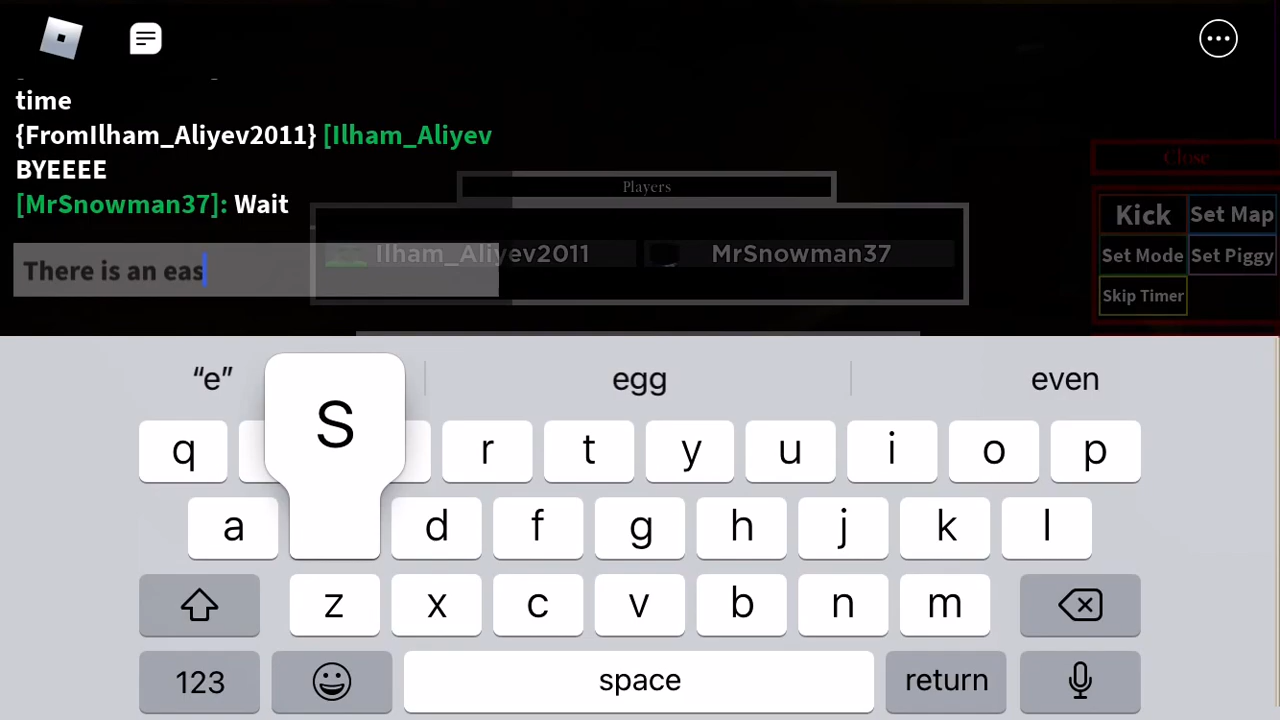 time
{FromIlham_Aliyev2011} [Ilham_Aliyev
BYEEEE
[MrSnowman37]: Wait
There is an eas
Players
Ilham_Aliyev2011 MrSnowman37
Close
Kick Set Map
Set Mode Set Piggy
Skip Timer
“e” egg even
S
q r t y u i o p
a d f g h j k l
z x c v b n m
123 space return